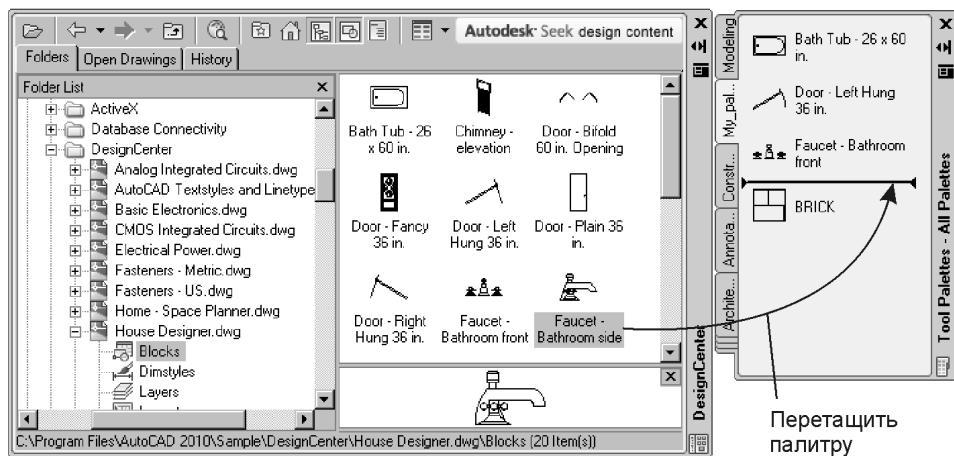 Autodesk® Seek design content
Folders
Open Drawings
History
Folder List
ActiveX
Database Connectivity
DesignCenter
Analog Integrated Circuits.dwg
AutoCAD Textstyles and Linetype
Basic Electronics.dwg
CMOS Integrated Circuits.dwg
Electrical Power.dwg
Fasteners - Metric.dwg
Fasteners - US.dwg
Home - Space Planner.dwg
House Designer.dwg
Blocks
Dimstyles
Layers
Bath Tub - 26
x 60 in.
Chimney -
elevation
Door - Bifold
60 in. Opening
Door - Fancy
36 in.
Door - Left
Hung 36 in.
Door - Plain 36
in.
Door - Right
Hung 36 in.
Faucet -
Bathroom front
Faucet -
Bathroom side
C:\Program Files\AutoCAD 2010\Sample\DesignCenter\House Designer.dwg\Blocks (20 Item(s))
DesignCenter
Modeling
My_pal...
Constr...
Annota...
Archite...
Bath Tub - 26 x 60
in.
Door - Left Hung
36 in.
Faucet - Bathroom
front
BRICK
Tool Palettes - All Palettes
Перетащить
палитру